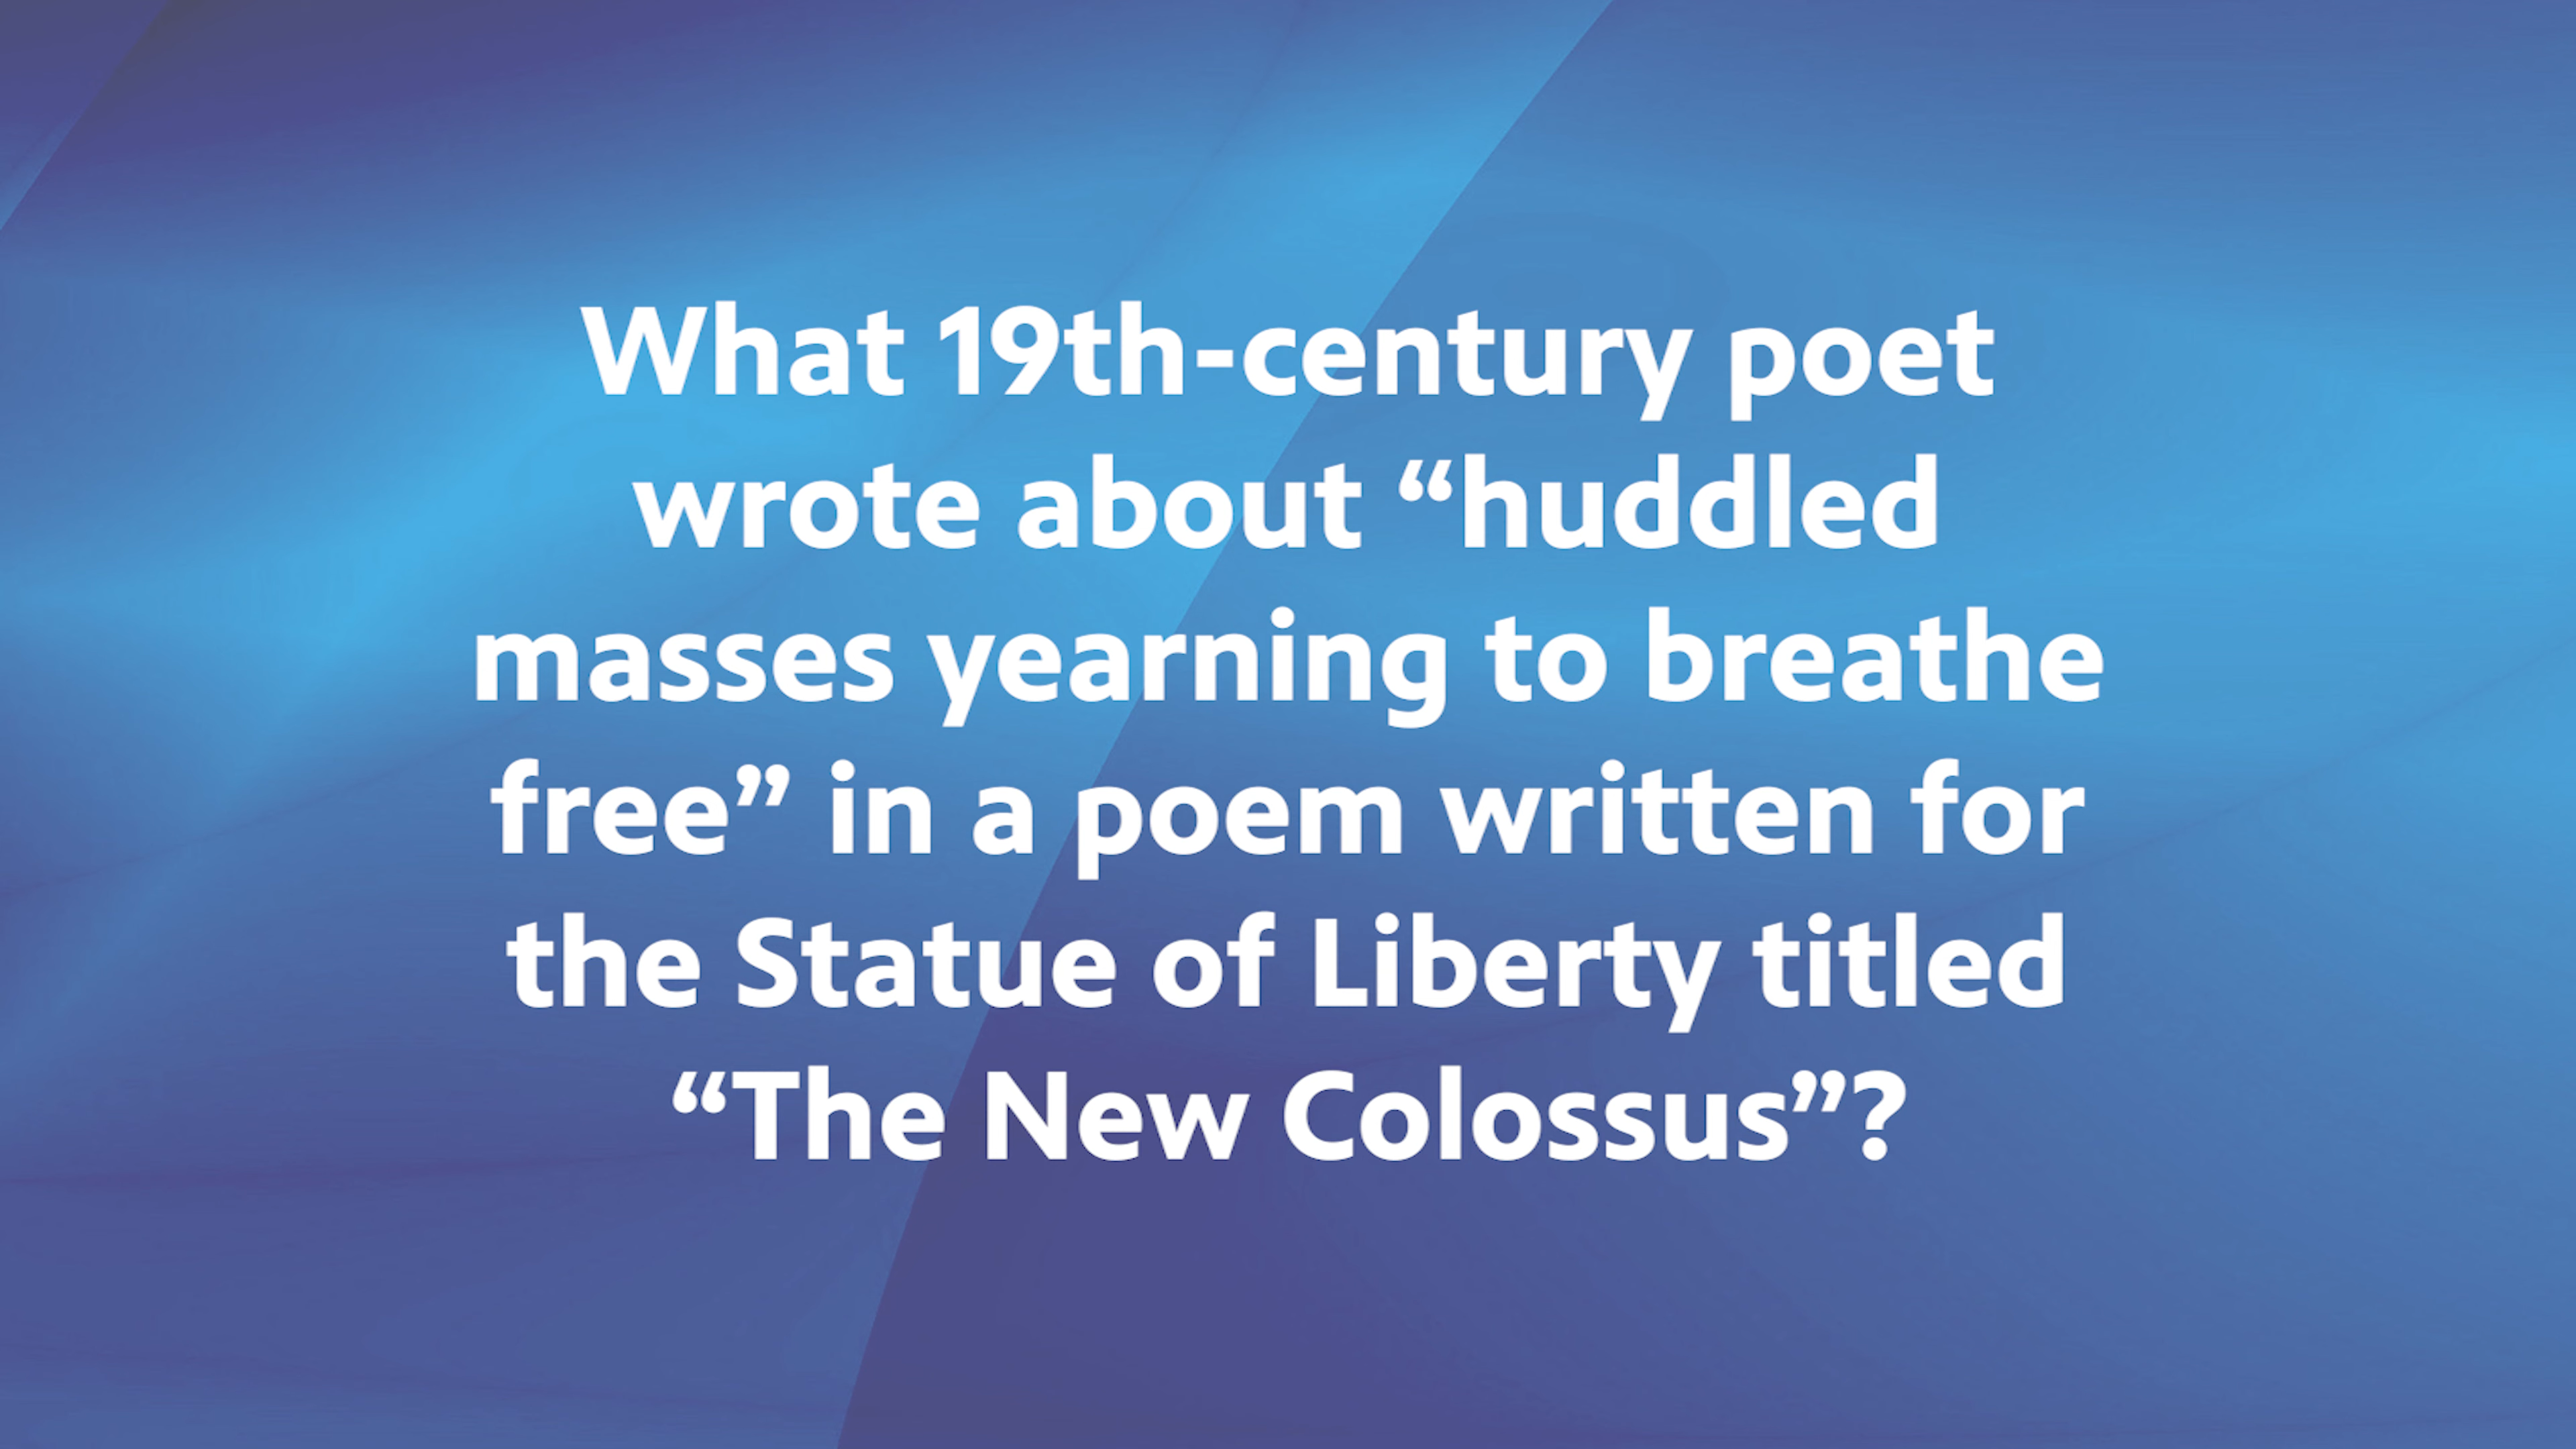 What 19th-century poet
wrote about “huddled
masses yearning to breathe
free” in a poem written for
the Statue of Liberty titled
“The New Colossus”?